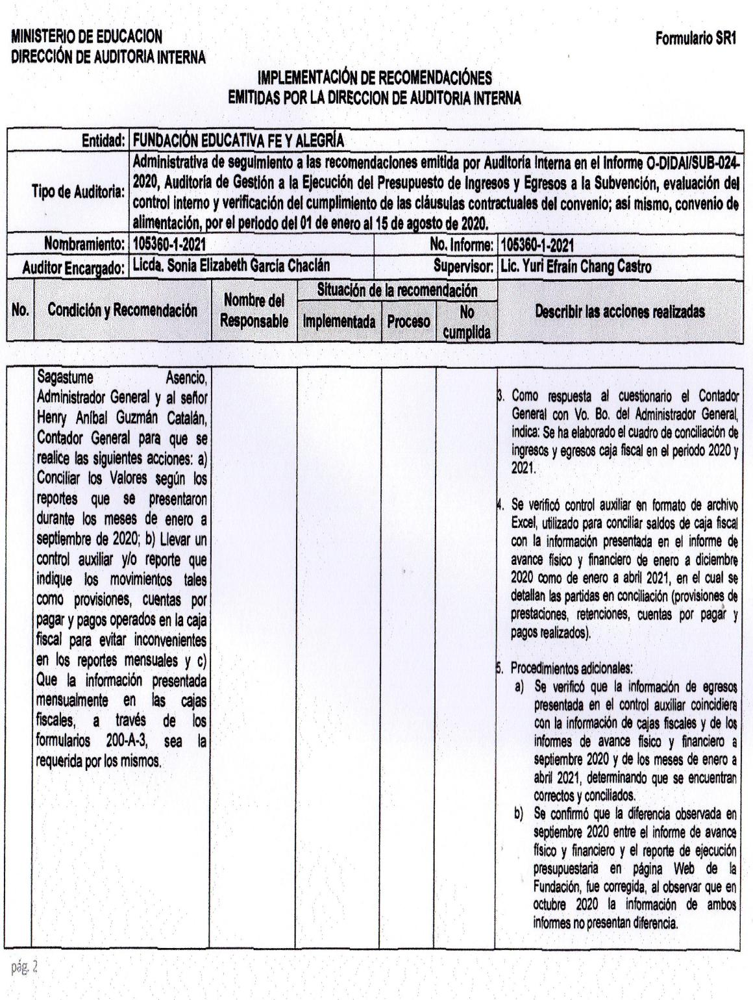 MINISTERIO DE EDUCACION
Formulario SR1
DIRECCIÓN DE AUDITORIA INTERNA
IMPLEMENTACIÓN DE RECOMENDACIÓNES
EMITIDAS POR LA DIRECCION DE AUDITORIA INTERNA
Entidad: FUNDACIÓN EDUCATIVA FE Y ALEGRÍA
Tipo de Auditoria:
Administrativa de seguimiento a las recomendaciones emitida por Auditoría Interna en el Informe O-DIDAI/SUB-024-
2020, Auditoría de Gestión a la Ejecución del Presupuesto de Ingresos y Egresos a la Subvención, evaluación del
control interno y verificación del cumplimiento de las cláusulas contractuales del convenio; así mismo, convenio de
alimentación, por el periodo del 01 de enero al 15 de agosto de 2020.
Nombramiento: 105360-1-2021 No. Informe: 105360-1-2021
Auditor Encargado: Licda. Sonia Elizabeth García Chaclán Supervisor: Lic. Yuri Efraín Chang Castro
No. Condición y Recomendación
Nombre del
Responsable
Situación de la recomendación
Implementada Proceso
No
cumplida
Describir las acciones realizadas
Sagastume Asencio,
Administrador General y al señor
Henry Aníbal Guzmán Catalán,
Contador General para que se
realice las siguientes acciones: a)
Conciliar los Valores según los
reportes que se presentaron
durante los meses de enero a
septiembre de 2020; b) Llevar un
control auxiliar y/o reporte que
indique los movimientos tales
como provisiones, cuentas por
pagar y pagos operados en la caja
fiscal para evitar inconvenientes
en los reportes mensuales y c)
Que la información presentada
mensualmente en las cajas
fiscales, a través de los
formularios 200-A-3, sea la
requerida por los mismos.
3. Como respuesta al cuestionario el Contador
General con Vo. Bo. del Administrador General,
indica: Se ha elaborado el cuadro de conciliación de
ingresos y egresos caja fiscal en el periodo 2020 y
2021.
4. Se verificó control auxiliar en formato de archivo
Excel, utilizado para conciliar saldos de caja fiscal
con la información presentada en el informe de
avance físico y financiero de enero a diciembre
2020 como de enero a abril 2021, en el cual se
detallan las partidas en conciliación (provisiones de
prestaciones, retenciones, cuentas por pagar y
pagos realizados).
5. Procedimientos adicionales:
a) Se verificó que la información de egresos
presentada en el control auxiliar coincidiera
con la información de cajas fiscales y de los
informes de avance físico y financiero a
septiembre 2020 y de los meses de enero a
abril 2021, determinando que se encuentran
correctos y conciliados.
b) Se confirmó que la diferencia observada en
septiembre 2020 entre el informe de avance
físico y financiero y el reporte de ejecución
presupuestaria en página Web de la
Fundación, fue corregida, al observar que en
octubre 2020 la información de ambos
informes no presentan diferencia.
pág. 2